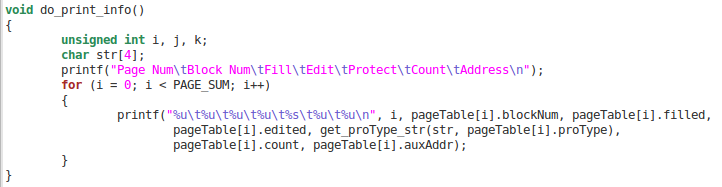 void do_print_info()
{
unsigned int i, j, k;
char str[4];
printf("Page Num\tBlock Num\tFill\tEdit\tProtect\tCount\tAddress\n");
for (i = 0; i < PAGE_SUM; i++)
{
printf("%u\t%u\t%u\t%u\t%s\t%u\t%u\n", i, pageTable[i].blockNum, pageTable[i].filled,
pageTable[i].edited, get_proType_str(str, pageTable[i].proType),
pageTable[i].count, pageTable[i].auxAddr);
}
}